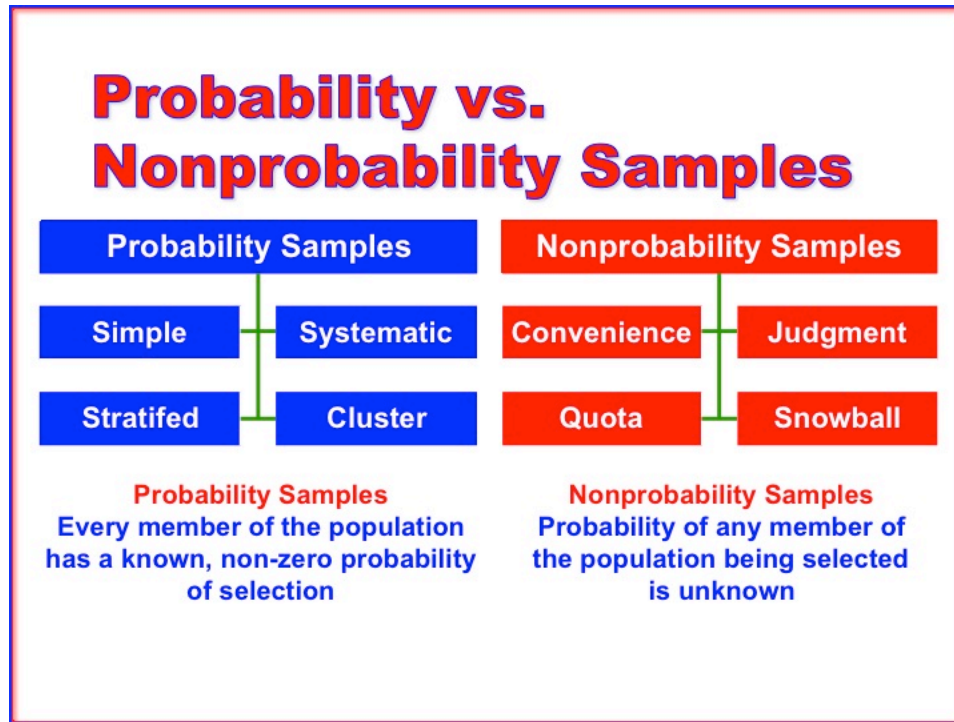 Probability vs.
Nonprobability Samples
Probability Samples
Simple
Systematic
Stratifed
Cluster
Probability Samples
Every member of the population
has a known, non-zero probability
of selection
Nonprobability Samples
Convenience
Judgment
Quota
Snowball
Nonprobability Samples
Probability of any member of
the population being selected
is unknown